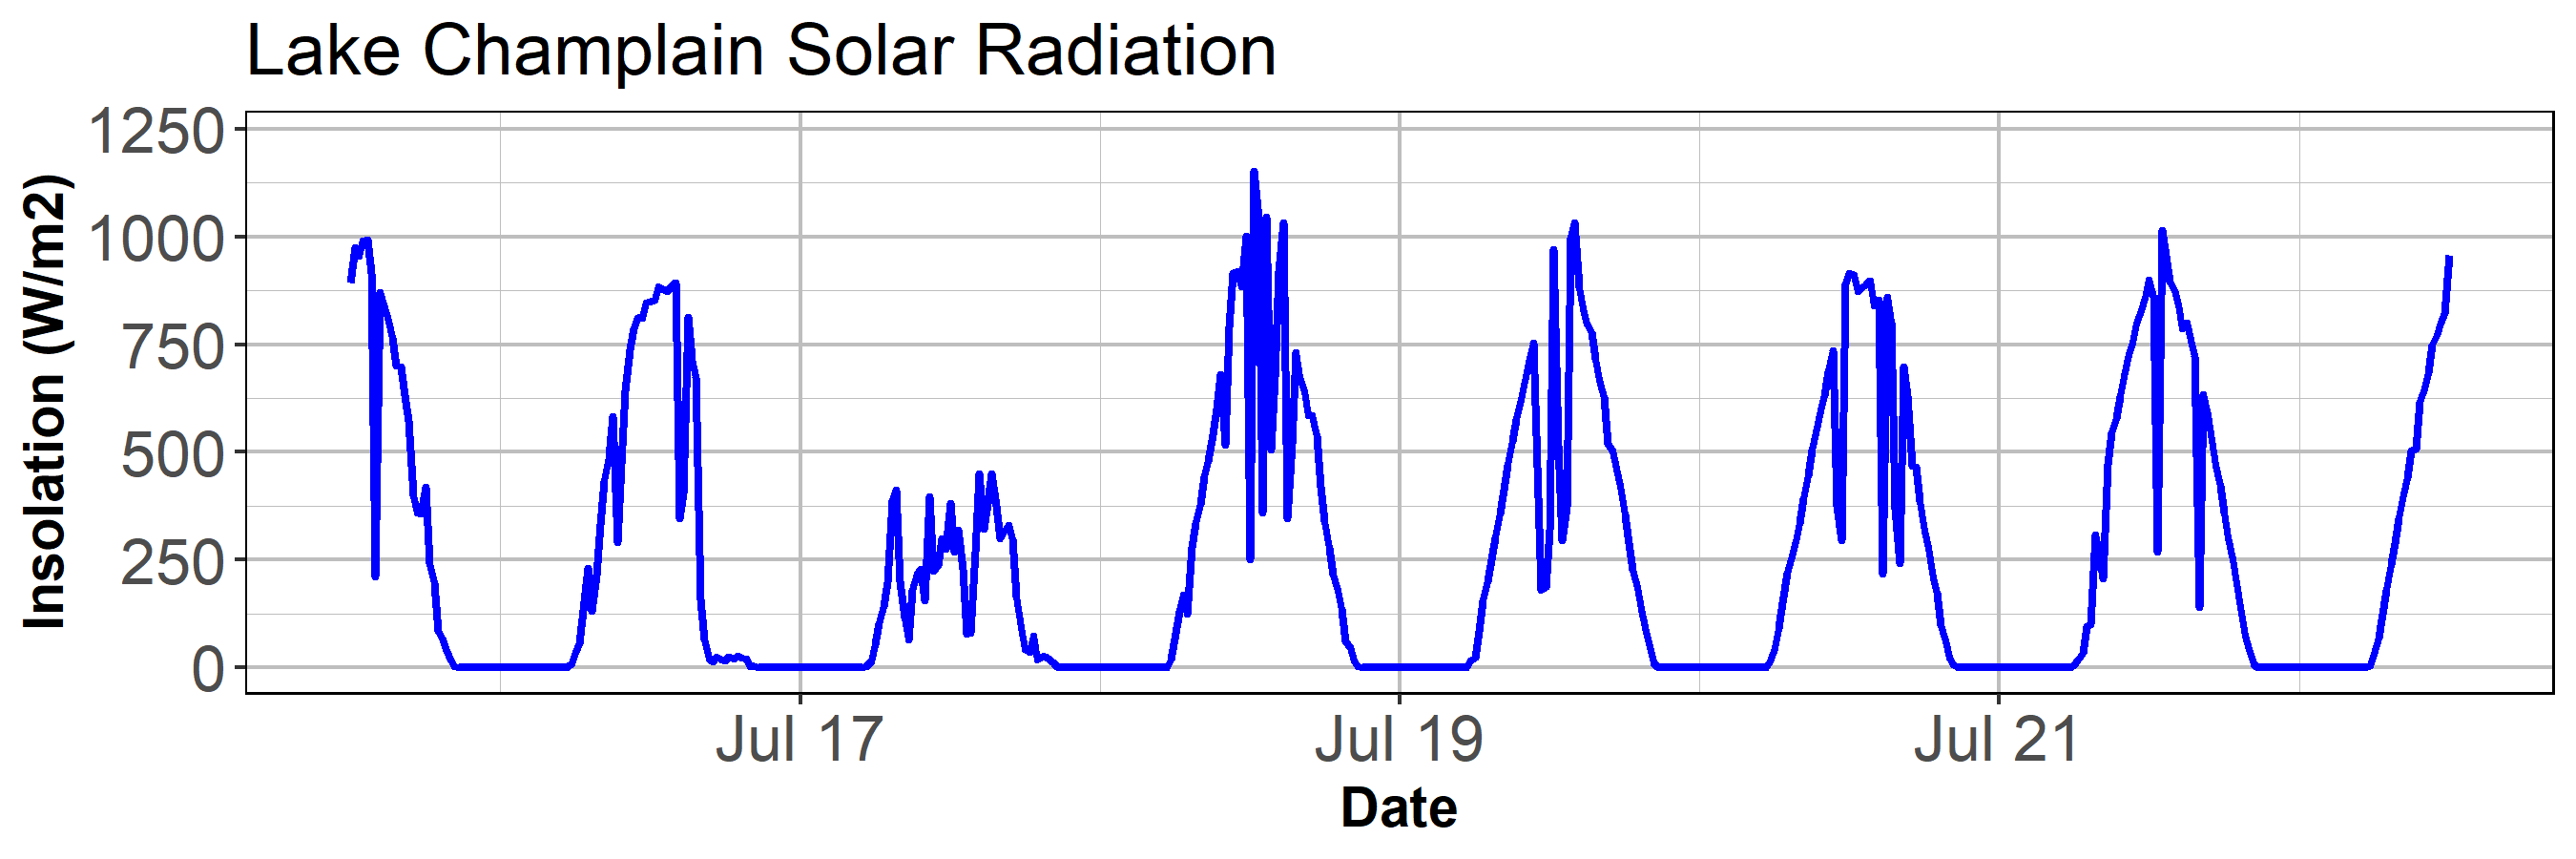 Lake Champlain Solar Radiation
1250
1000
750
500
250
0
Insolation (W/m2)
Jul 17
Jul 19
Jul 21
Date